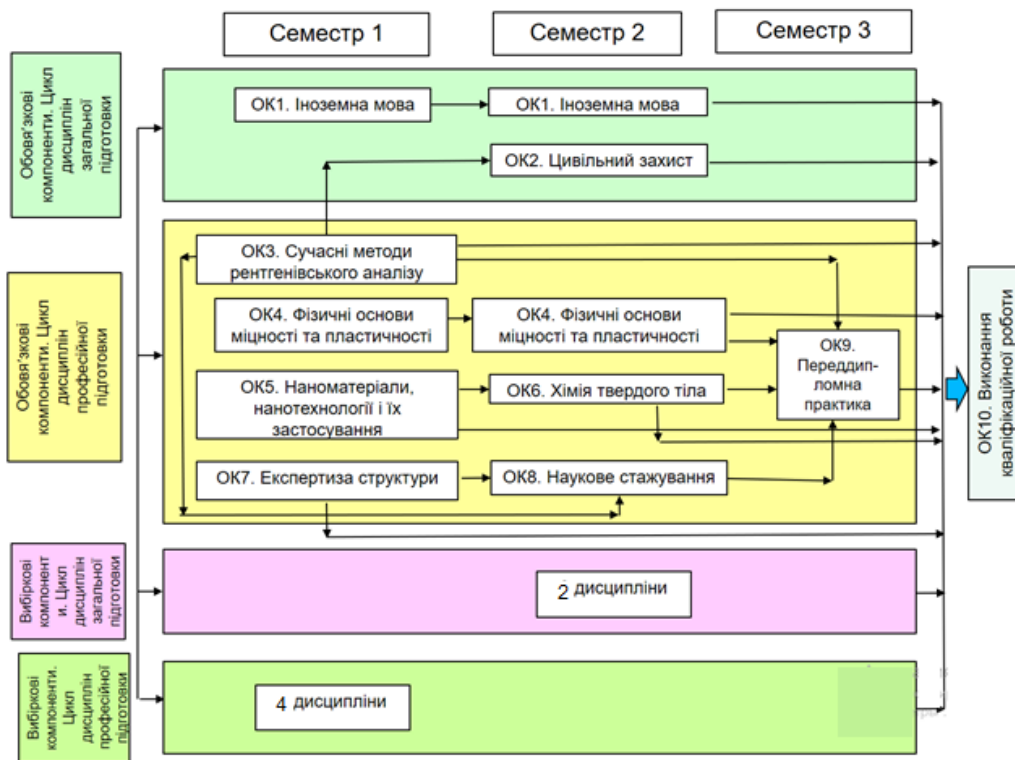 Семестр 1
Семестр 2
Семестр 3
Обовя'зкові
компоненти. Цикл
дисциплін
загальної
підготовки
ОК1. Іноземна мова
ОК1. Іноземна мова
ОК2. Цивільний захист
Обовя'зкові
компоненти. Цикл
дисциплін
професійної
підготовки
ОК3. Сучасні методи
рентгенівського аналізу
ОК4. Фізичні основи
міцності та пластичності
ОК4. Фізичні основи
міцності та пластичності
ОК5. Наноматеріали,
нанотехнології і їх
застосування
ОК6. Хімія твердого тіла
ОК7. Експертиза структури
ОК8. Наукове стажування
ОК9.
Переддип-
ломна
практика
ОК10. Виконання
кваліфікаційної роботи
Вибіркові
компонент
и. Цикл
дисциплін
загальної
підготовки
2 дисципліни
Вибіркові
компоненти.
Цикл
дисциплін
професійної
підготовки
4 дисципліни